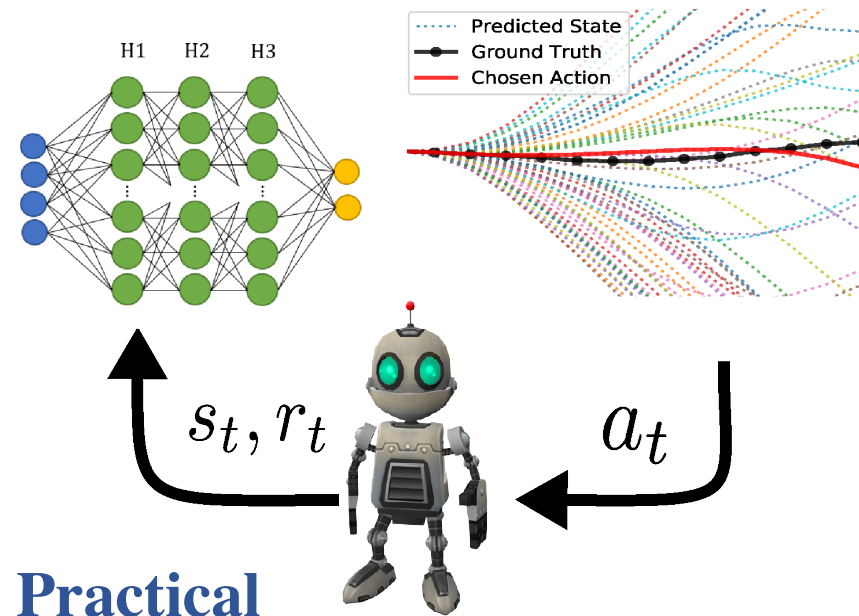 H1 H2 H3
Predicted State
Ground Truth
Chosen Action
s_t, r_t
a_t
Practical